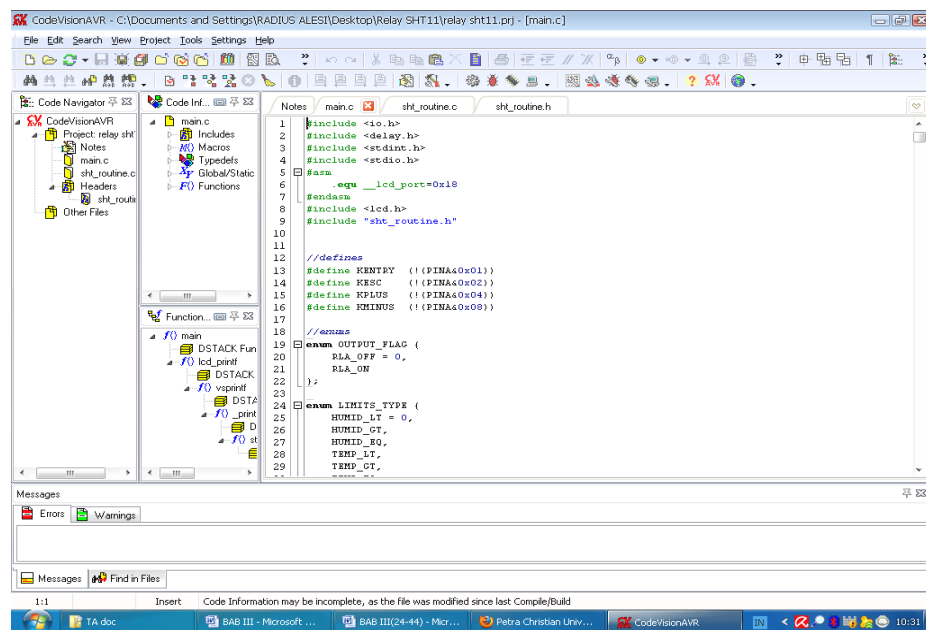 CodeVisionAVR - C:\Documents and Settings\RADIUS ALESI\Desktop\Relay SHT11\relay sht11.prj - [main.c]
File Edit Search View Project Tools Settings Help
Code Navigator
CodeVisionAVR
Project: relay sht
Notes
main.c
sht_routine.c
Headers
sht_routi
Other Files
Code Inf...
main.c
Includes
Macros
Typedefs
Global/Static
Functions
Function...
main
DSTACK Fun
lcd_printf
DSTACK
vsprintf
DSTA
_print
D
st
Notes main.c sht_routine.c sht_routine.h
1 #include <io.h>
2 #include <delay.h>
3 #include <stdint.h>
4 #include <stdio.h>
5 #asm
6 .equ __lcd_port=0x18
7 #endasm
8 #include <lcd.h>
9 #include "sht_routine.h"
10
11
12 //defines
13 #define KENTRY (!(PINA&0x01))
14 #define KESC (!(PINA&0x02))
15 #define KPLUS (!(PINA&0x04))
16 #define KMINUS (!(PINA&0x08))
17
18 //enums
19 enum OUTPUT_FLAG {
20 RLA_OFF = 0,
21 RLA_ON
22 };
23
24 enum LIMITS_TYPE {
25 HUMID_LT = 0,
26 HUMID_GT,
27 HUMID_EQ,
28 TEMP_LT,
29 TEMP_GT,
Messages
Errors Warnings
Messages Find in Files
1:1 Insert Code Information may be incomplete, as the file was modified since last Compile/Build
TA doc BAB III - Microsoft ... BAB III(24-44) - Micr... Petra Christian Univ... CodeVisionAVR IN 10:31